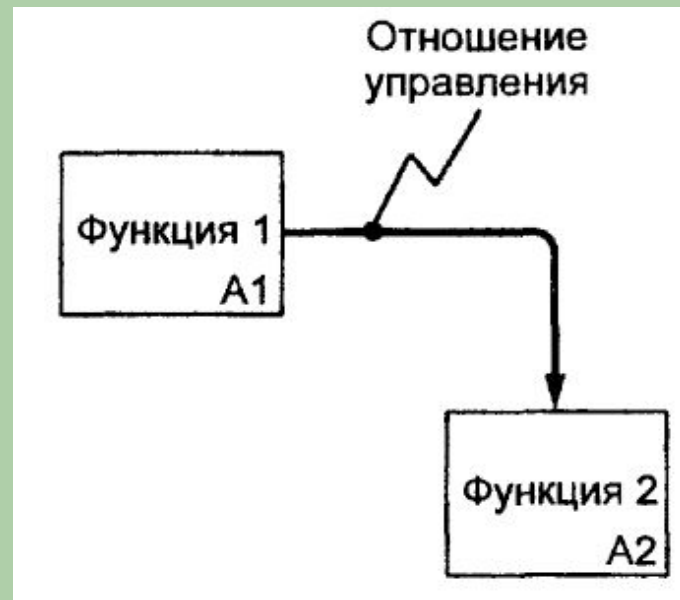 Отношение
управления
Функция 1
A1
Функция 2
A2